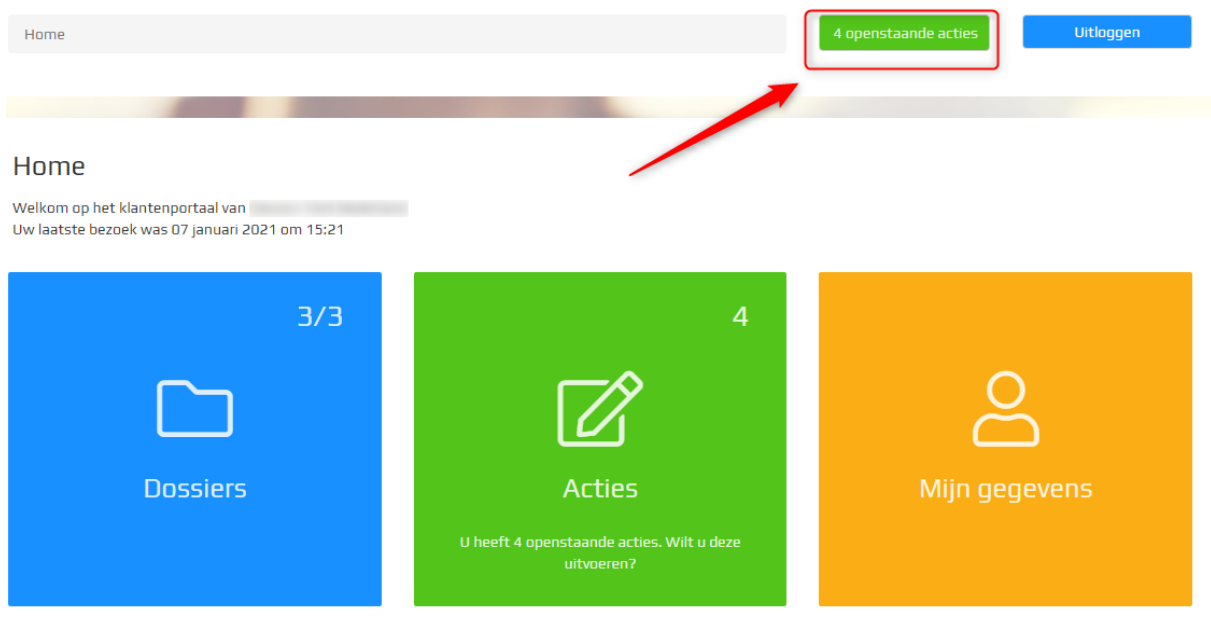 Home
4 openstaande acties
Uitloggen
Home
Welkom op het klantenportaal van
Uw laatste bezoek was 07 januari 2021 om 15:21
3/3
Dossiers
4
Acties
U heeft 4 openstaande acties. Wilt u deze
uitvoeren?
Mijn gegevens